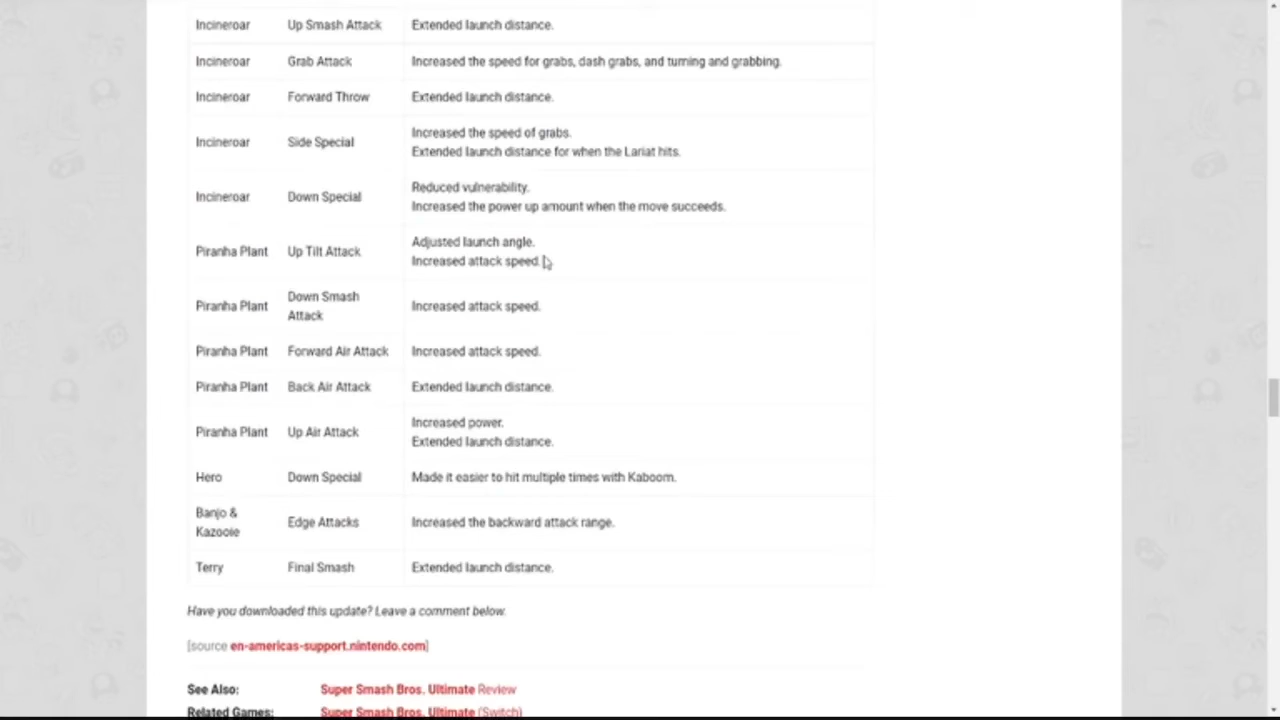 Incineroar Up Smash Attack Extended launch distance.
Incineroar Grab Attack Increased the speed for grabs, dash grabs, and turning and grabbing.
Incineroar Forward Throw Extended launch distance.
Incineroar Side Special Increased the speed of grabs.
Extended launch distance for when the Lariat hits.
Incineroar Down Special Reduced vulnerability.
Increased the power up amount when the move succeeds.
Piranha Plant Up Tilt Attack Adjusted launch angle.
Increased attack speed.
Piranha Plant Down Smash
Attack Increased attack speed.
Piranha Plant Forward Air Attack Increased attack speed.
Piranha Plant Back Air Attack Extended launch distance.
Piranha Plant Up Air Attack Increased power.
Extended launch distance.
Hero Down Special Made it easier to hit multiple times with Kaboom.
Banjo &
Kazooie Edge Attacks Increased the backward attack range.
Terry Final Smash Extended launch distance.
Have you downloaded this update? Leave a comment below.
[source en-americas-support.nintendo.com]
See Also: Super Smash Bros. Ultimate Review
Related Games: Super Smash Bros. Ultimate (Switch)